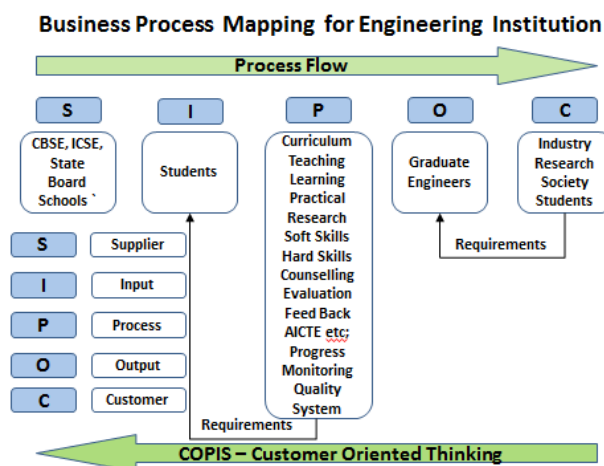 Business Process Mapping for Engineering Institution
Process Flow
S
I
P
O
C
CBSE, ICSE,
State
Board
Schools `
Students
Curriculum
Teaching
Learning
Practical
Research
Soft Skills
Hard Skills
Counselling
Evaluation
Feed Back
AICTE etc;
Progress
Monitoring
Quality
System
Graduate
Engineers
Industry
Research
Society
Students
Requirements
S
Supplier
I
Input
P
Process
O
Output
C
Customer
Requirements
COPIS – Customer Oriented Thinking